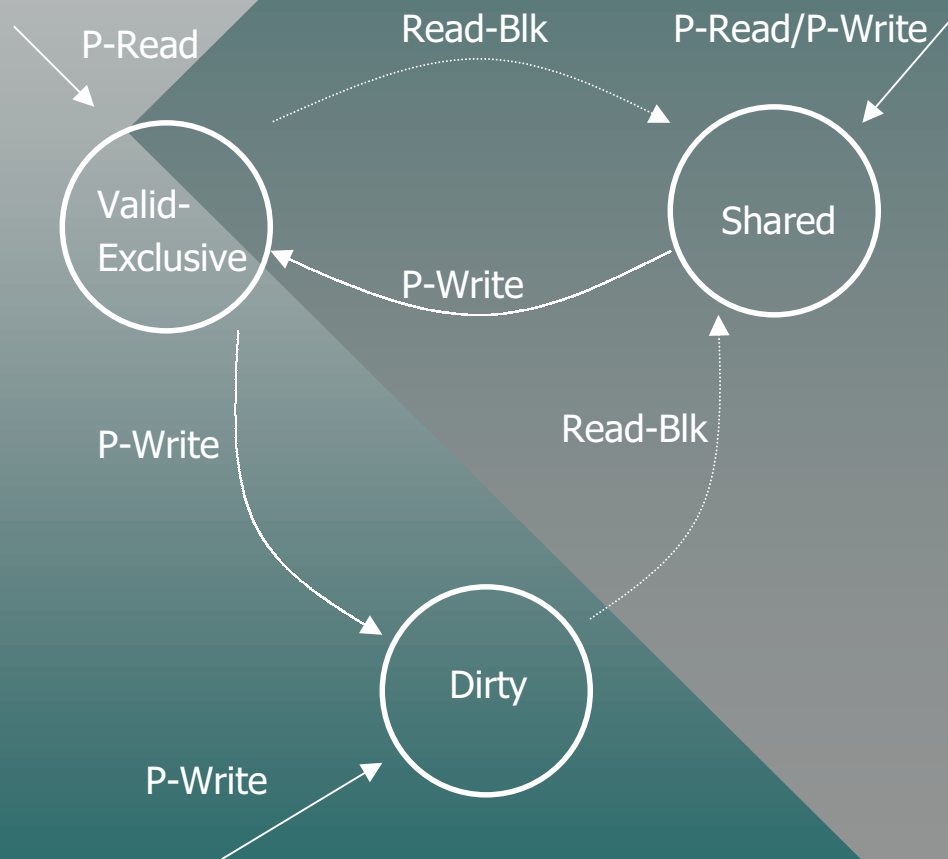 P-Read
Read-Blk
P-Read/P-Write
Valid-
Exclusive
Shared
P-Write
P-Write
Read-Blk
Dirty
P-Write